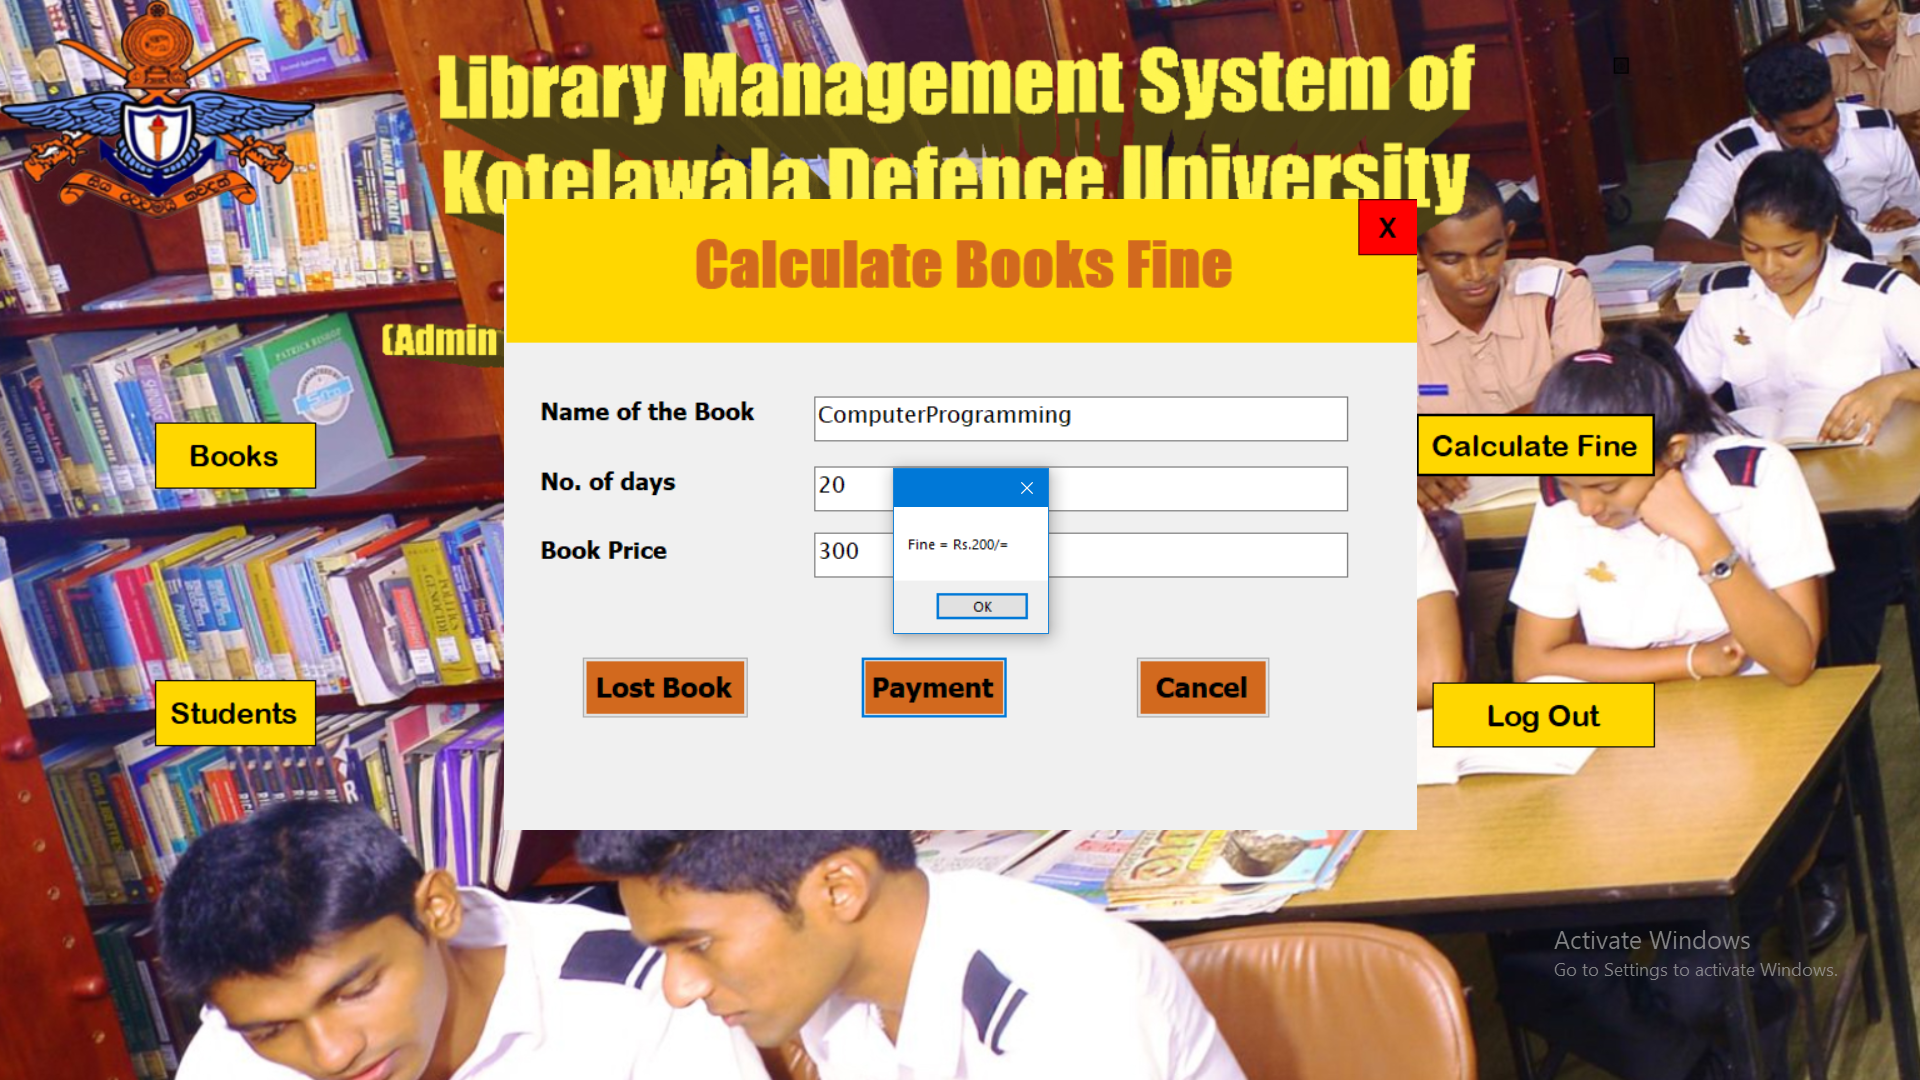 Library Management System of
Kotelawala Defence University
X
Calculate Books Fine
(Admin
Name of the Book
ComputerProgramming
Calculate Fine
Books
No. of days
20
Fine = Rs.200/=
Book Price
300
OK
Lost Book
Payment
Cancel
Students
Log Out
PATRICK BISHOP
Activate Windows
Go to Settings to activate Windows.